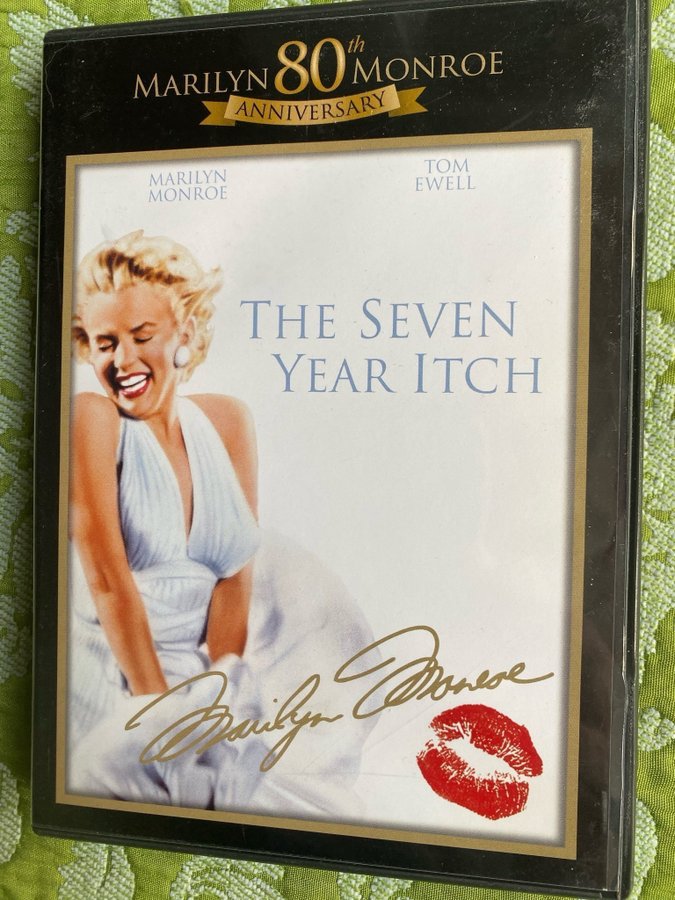 MARILYN 80th MONROE
ANNIVERSARY
MARILYN
MONROE
TOM
EWELL
THE SEVEN
YEAR ITCH
Marilyn Monroe